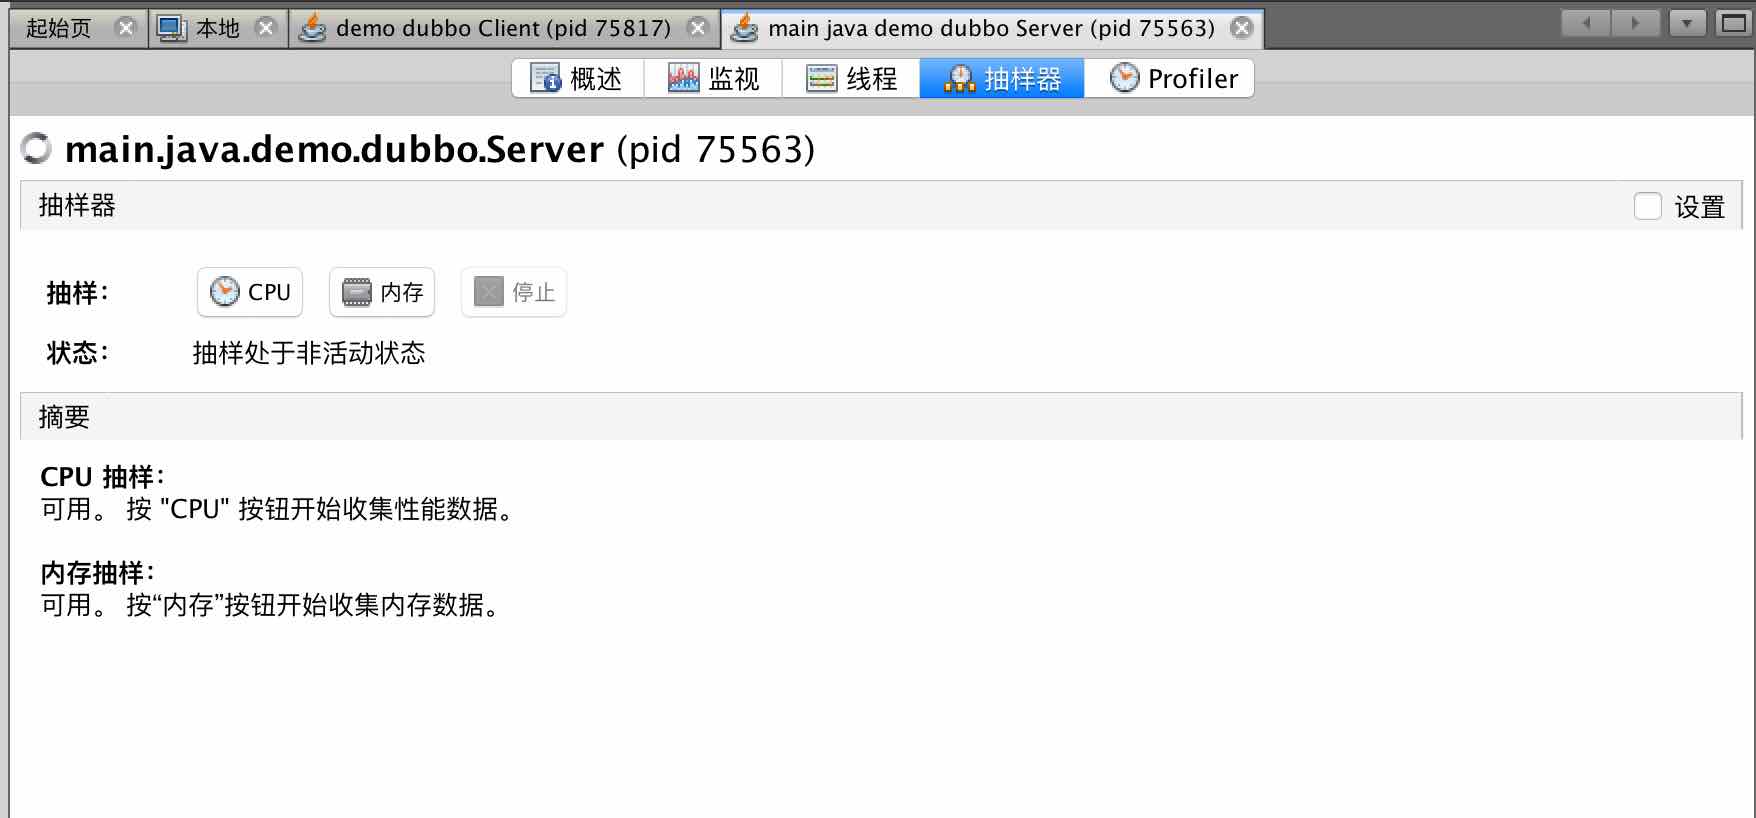 起始页 本地 demo dubbo Client (pid 75817) main java demo dubbo Server (pid 75563)
概述 监视 线程 抽样器 Profiler
main.java.demo.dubbo.Server (pid 75563)
抽样器 设置
抽样： CPU 内存 停止
状态： 抽样处于非活动状态
摘要
CPU 抽样：
可用。 按 "CPU" 按钮开始收集性能数据。
内存抽样：
可用。 按“内存”按钮开始收集内存数据。